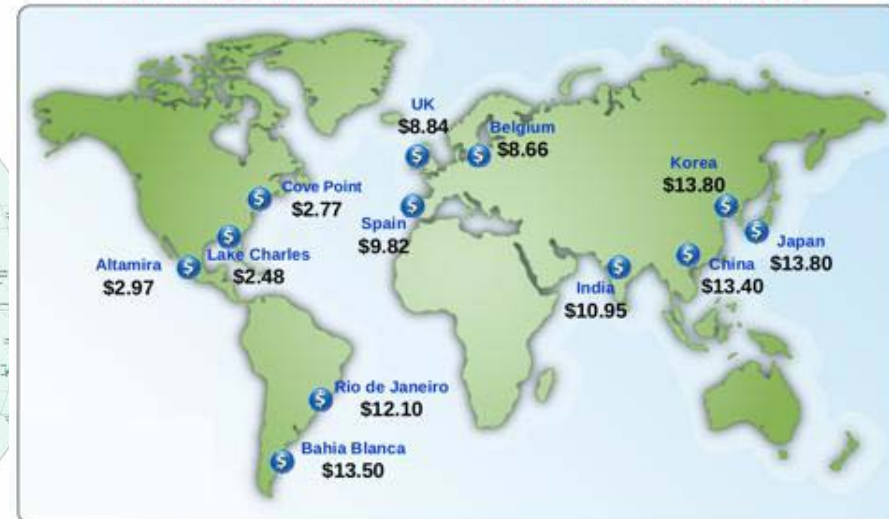 UK
$8.84
Belgium
$8.66
Korea
$13.80
Cove Point
$2.77
Spain
$9.82
Japan
$13.80
Altamira
$2.97
Lake Charles
$2.48
China
$13.40
India
$10.95
Rio de Janeiro
$12.10
Bahia Blanca
$13.50